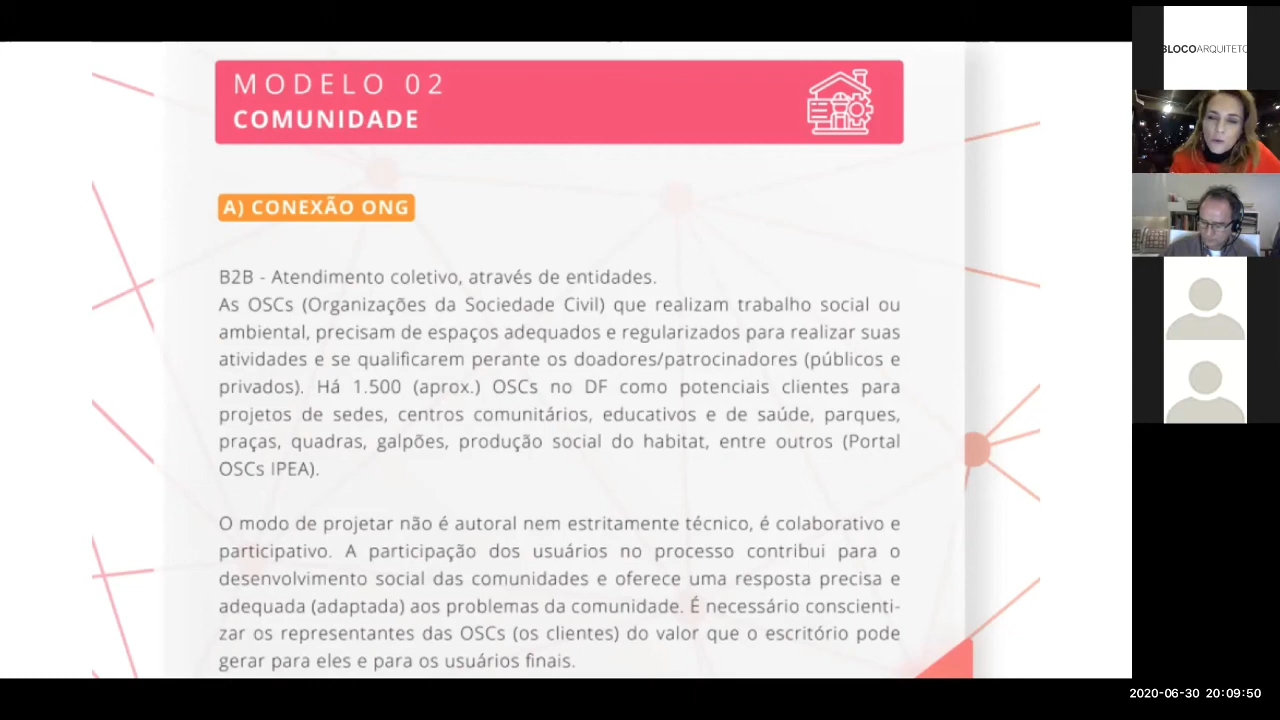 MODELO 02
COMUNIDADE
A) CONEXÃO ONG
B2B - Atendimento coletivo, através de entidades.
As OSCs (Organizações da Sociedade Civil) que realizam trabalho social ou
ambiental, precisam de espaços adequados e regularizados para realizar suas
atividades e se qualificarem perante os doadores/patrocinadores (públicos e
privados). Há 1.500 (aprox.) OSCs no DF como potenciais clientes para
projetos de sedes, centros comunitários, educativos e de saúde, parques,
praças, quadras, galpões, produção social do habitat, entre outros (Portal
OSCs IPEA).
O modo de projetar não é autoral nem estritamente técnico, é colaborativo e
participativo. A participação dos usuários no processo contribui para o
desenvolvimento social das comunidades e oferece uma resposta precisa e
adequada (adaptada) aos problemas da comunidade. É necessário conscienti-
zar os representantes das OSCs (os clientes) do valor que o escritório pode
gerar para eles e para os usuários finais.
BLOCOARQUITETO
2020-06-30 20:09:50